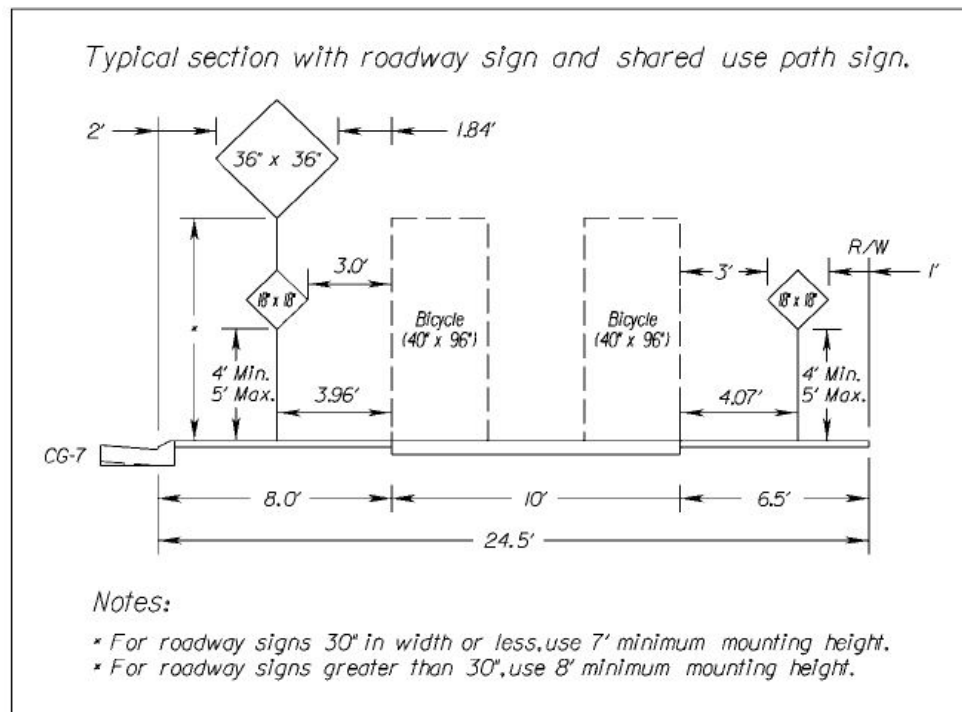 Typical section with roadway sign and shared use path sign.
2'
1.84'
36" x 36"
R/W
3.0'
3'
1'
18" x 18"
18" x 18"
Bicycle
(40" x 96")
Bicycle
(40" x 96")
*
4' Min.
5' Max.
4' Min.
5' Max.
3.96'
4.07'
CG-7
8.0'
10'
6.5'
24.5'
Notes:
* For roadway signs 30" in width or less, use 7' minimum mounting height.
* For roadway signs greater than 30", use 8' minimum mounting height.